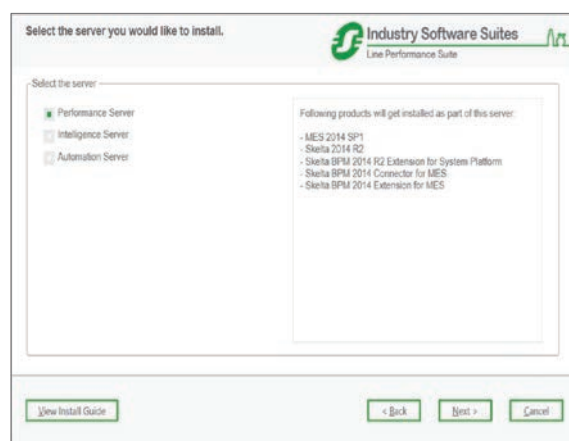 Select the server you would like to install.
Industry Software Suites
Line Performance Suite
Select the server
Performance Server
Intelligence Server
Automation Server
Following products will get installed as part of this server:
- MES 2014 SP1
- Skelta 2014 R2
- Skelta BPM 2014 R2 Extension for System Platform
- Skelta BPM 2014 Connector for MES
- Skelta BPM 2014 Extension for MES
View Install Guide
< Back
Next >
Cancel